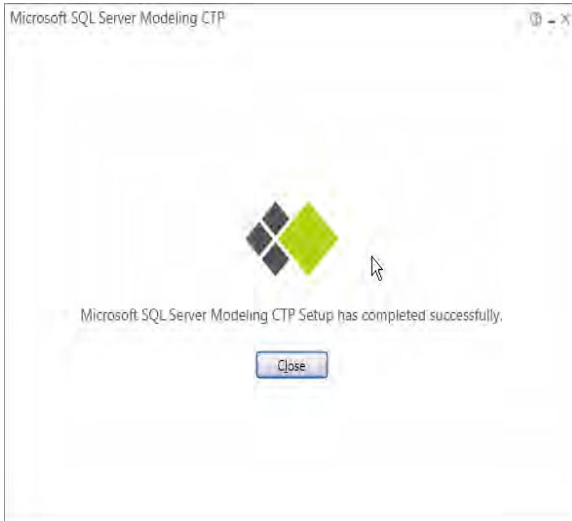 Microsoft SQL Server Modeling CTP
Microsoft SQL Server Modeling CTP Setup has completed successfully.
Close